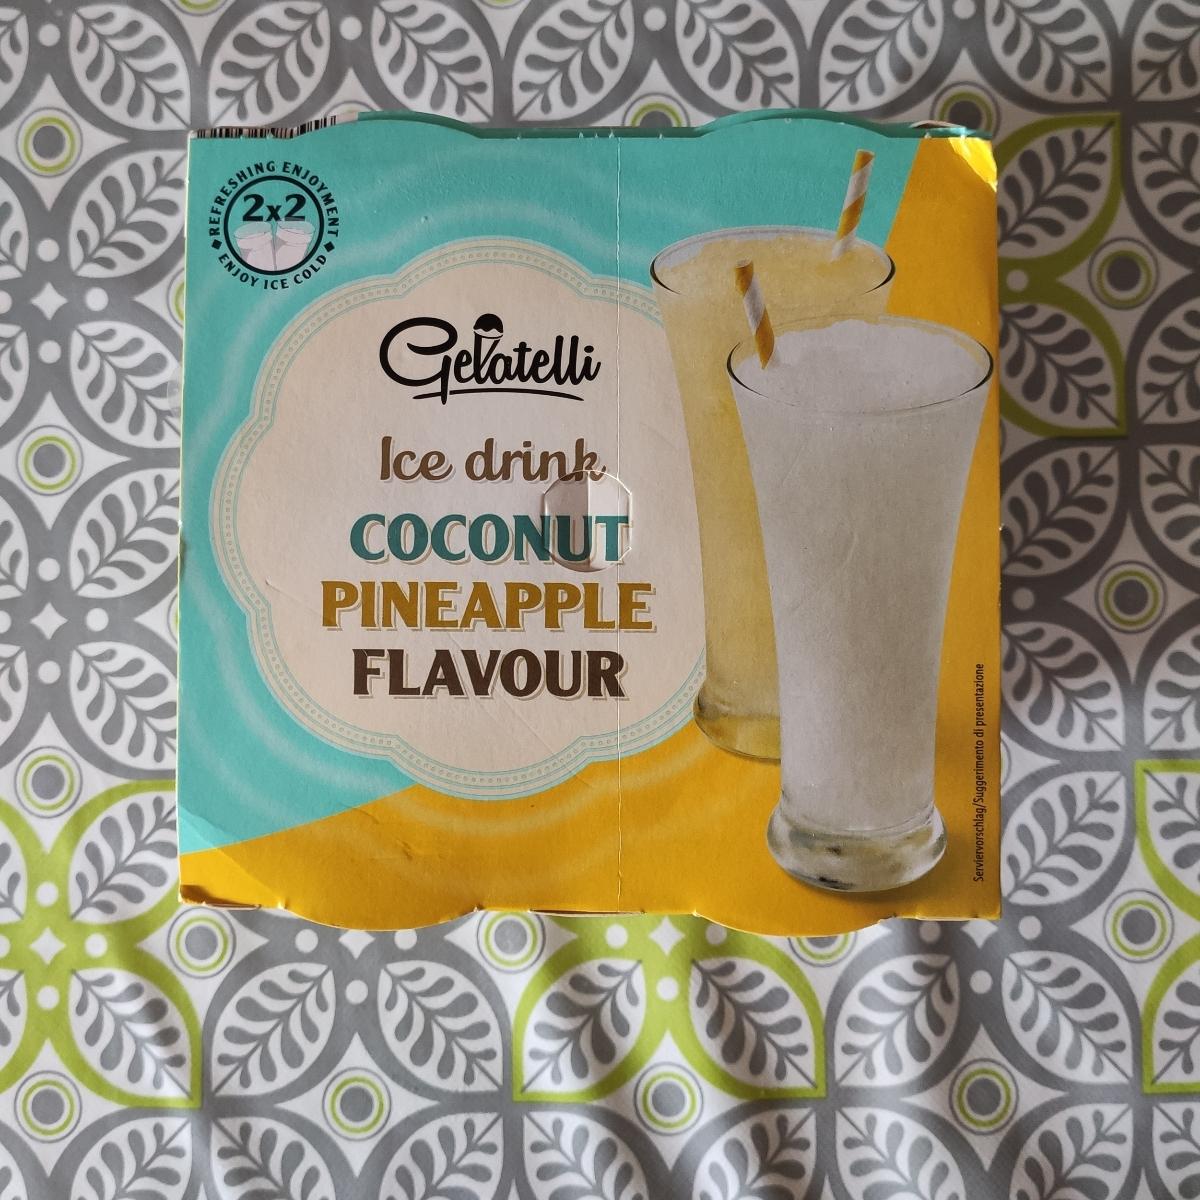 REFRESHING ENJOYMENT
2x2
ENJOY ICE COLD
Gelatelli
Ice drink
COCONUT
PINEAPPLE
FLAVOUR
Serviervorschlag/Suggerimento di presentazione